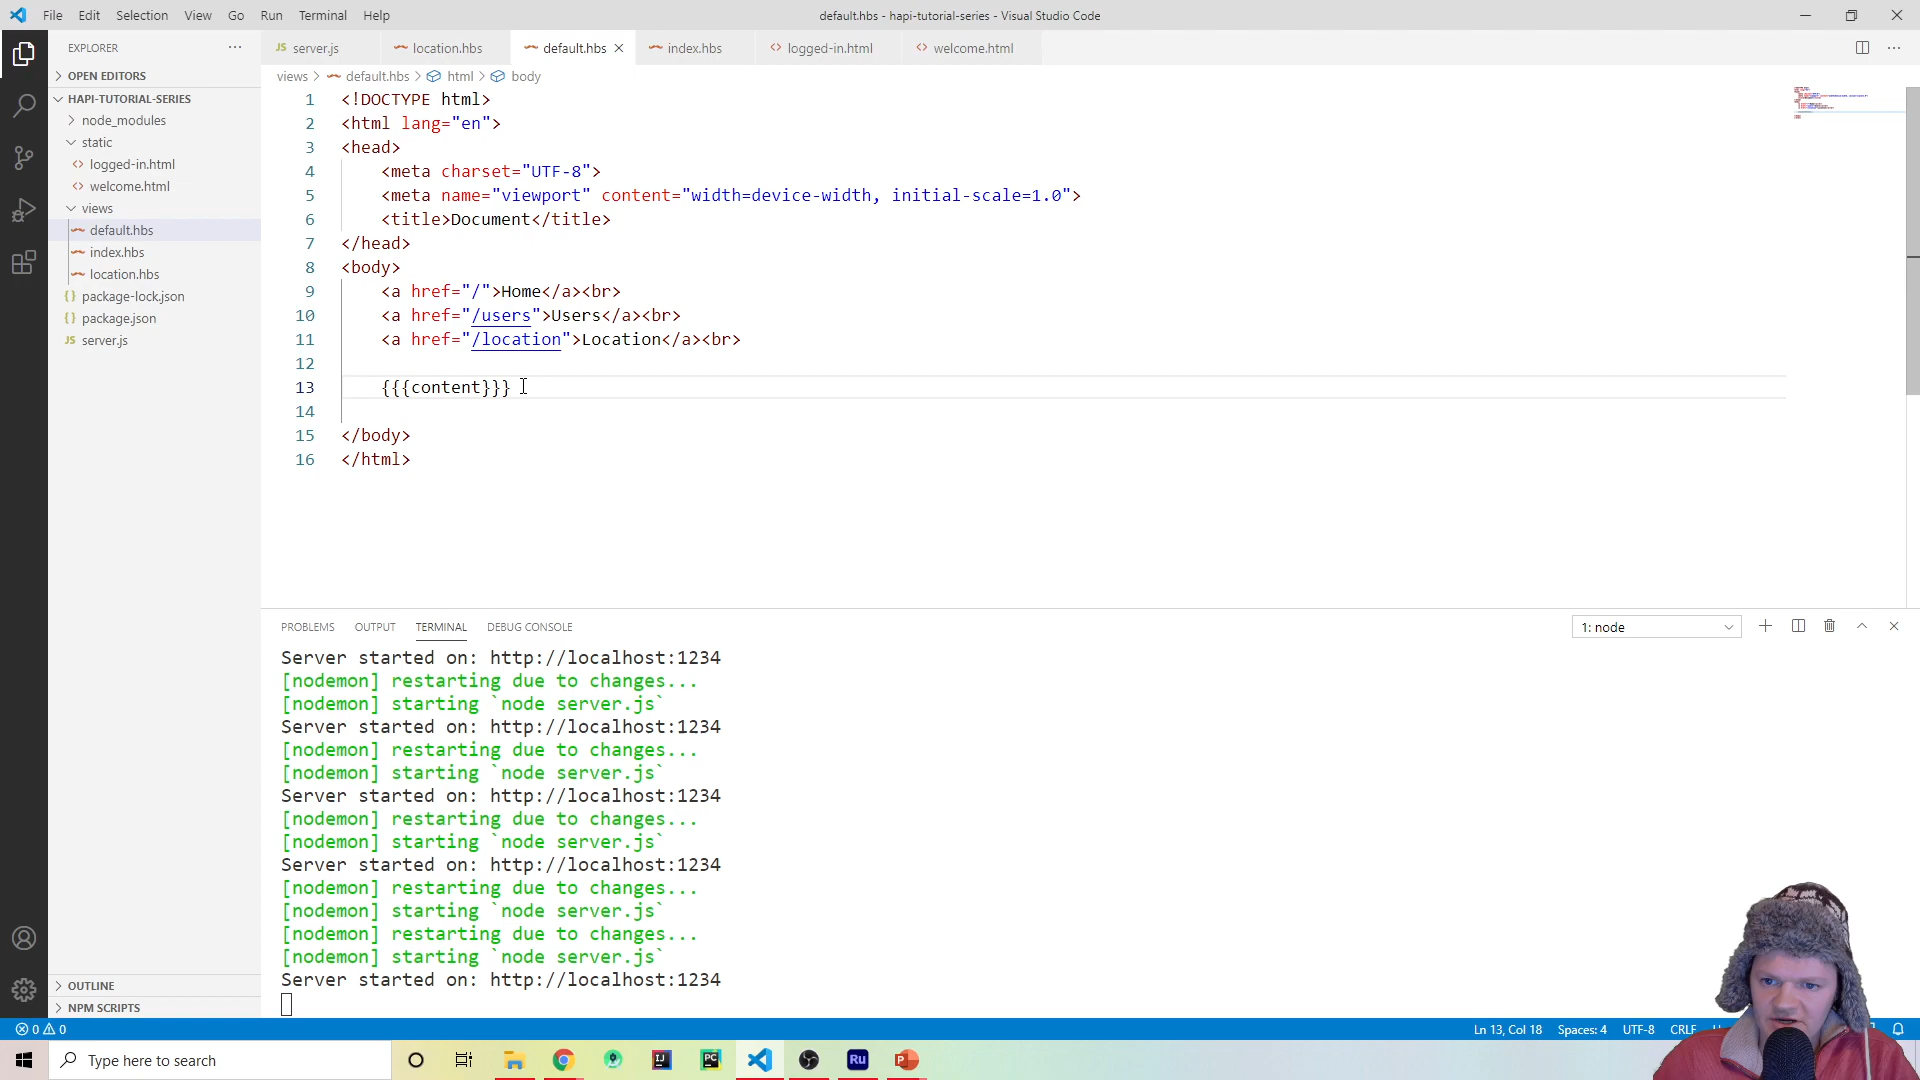 File Edit Selection View Go Run Terminal Help
default.hbs - hapi-tutorial-series - Visual Studio Code
EXPLORER
OPEN EDITORS
HAPI-TUTORIAL-SERIES
node_modules
static
logged-in.html
welcome.html
views
default.hbs
index.hbs
location.hbs
package-lock.json
package.json
JS server.js
OUTLINE
NPM SCRIPTS
JS server.js location.hbs default.hbs index.hbs logged-in.html welcome.html
views > default.hbs > html > body
1 <!DOCTYPE html>
2 <html lang="en">
3 <head>
4 <meta charset="UTF-8">
5 <meta name="viewport" content="width=device-width, initial-scale=1.0">
6 <title>Document</title>
7 </head>
8 <body>
9 <a href="/">Home</a><br>
10 <a href="/users">Users</a><br>
11 <a href="/location">Location</a><br>
12
13 {{{content}}}
14
15 </body>
16 </html>
PROBLEMS OUTPUT TERMINAL DEBUG CONSOLE
1: node
Server started on: http://localhost:1234
[nodemon] restarting due to changes...
[nodemon] starting `node server.js`
Server started on: http://localhost:1234
[nodemon] restarting due to changes...
[nodemon] starting `node server.js`
Server started on: http://localhost:1234
[nodemon] restarting due to changes...
[nodemon] starting `node server.js`
Server started on: http://localhost:1234
[nodemon] restarting due to changes...
[nodemon] starting `node server.js`
[nodemon] restarting due to changes...
[nodemon] starting `node server.js`
Server started on: http://localhost:1234
0 0
Ln 13, Col 18 Spaces: 4 UTF-8 CRLF
Type here to search
IJ PC Ru P